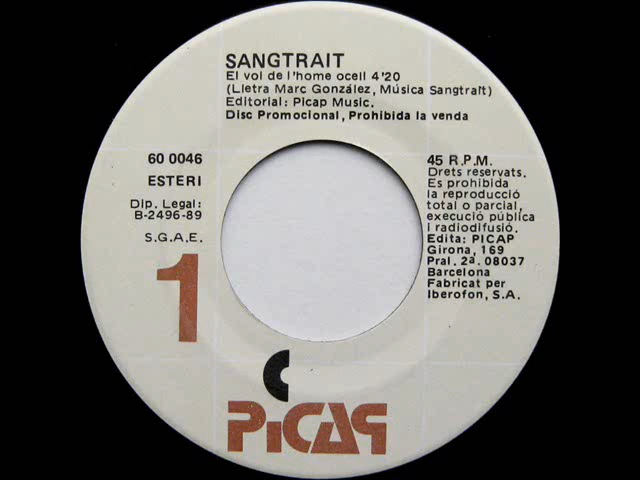 SANGTRAIT
El vol de l'home ocell 4'20
(Lletra Marc González, Música Sangtraït)
Editorial: Picap Music.
Disc Promocional, Prohibida la venda
60 0046
ESTERI
Dip. Legal:
B-2496-89
S.G.A.E.
1
45 R.P.M.
Drets reservats.
Es prohibida
la reproducció
total o parcial,
execució pública
i radiodifusió.
Edita: PICAP
Girona, 169
Pral. 2ª. 08037
Barcelona
Fabricat per
Iberofon, S.A.
PICAP